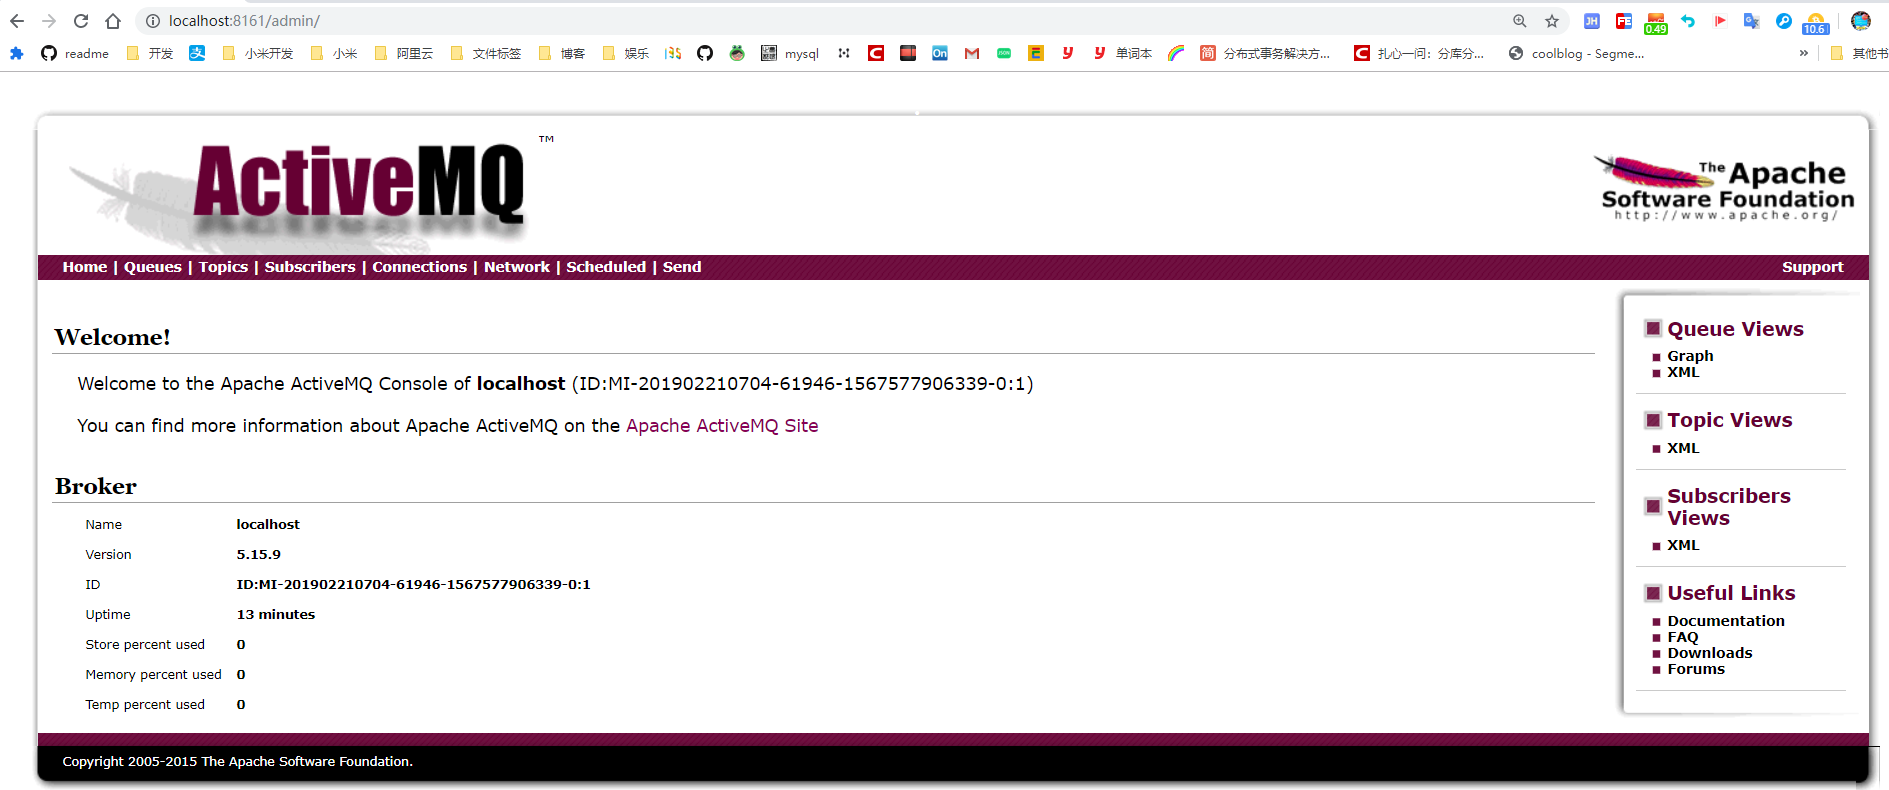 localhost:8161/admin/
JH
FE
0.49
10.6
readme 开发 支 小米开发 小米 阿里云 文件标签 博客 娱乐 mysql C On E y y 单词本 简 分布式事务解决方... C 扎心一问：分库分... coolblog - Segme... » 其他书
ActiveMQ ™
The Apache
Software Foundation
http://www.apache.org/
Home | Queues | Topics | Subscribers | Connections | Network | Scheduled | Send Support
Welcome!
Welcome to the Apache ActiveMQ Console of localhost (ID:MI-201902210704-61946-1567577906339-0:1)
You can find more information about Apache ActiveMQ on the Apache ActiveMQ Site
Broker
Name localhost
Version 5.15.9
ID ID:MI-201902210704-61946-1567577906339-0:1
Uptime 13 minutes
Store percent used 0
Memory percent used 0
Temp percent used 0
Queue Views
Graph
XML
Topic Views
XML
Subscribers
Views
XML
Useful Links
Documentation
FAQ
Downloads
Forums
Copyright 2005-2015 The Apache Software Foundation.